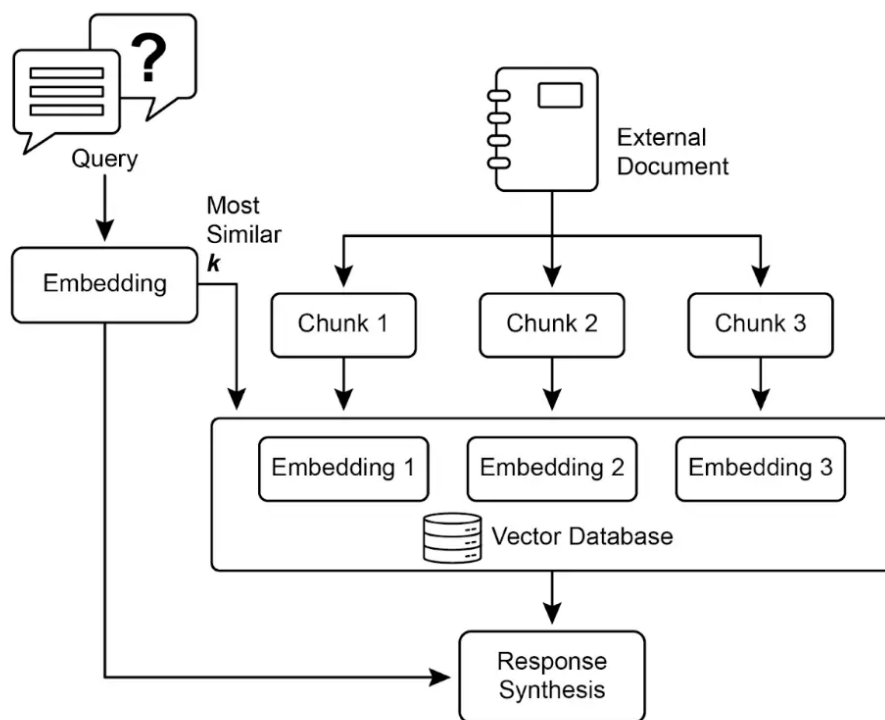 ?
Query
Most
Similar
k
Embedding
External
Document
Chunk 1
Chunk 2
Chunk 3
Embedding 1
Embedding 2
Embedding 3
Vector Database
Response
Synthesis